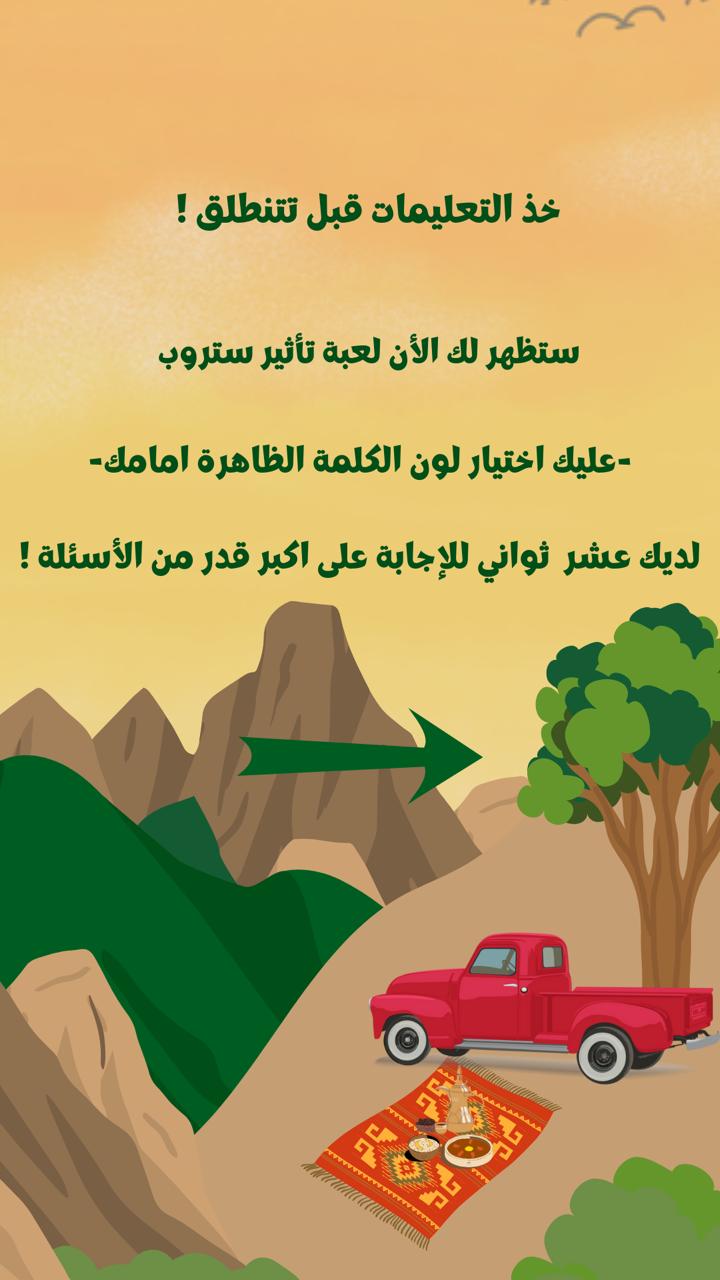 خذ التعليمات قبل تتنطلق !
ستظهر لك الأن لعبة تأثير ستروب
-عليك اختيار لون الكلمة الظاهرة امامك-
لديك عشر ثواني للإجابة على اكبر قدر من الأسئلة !